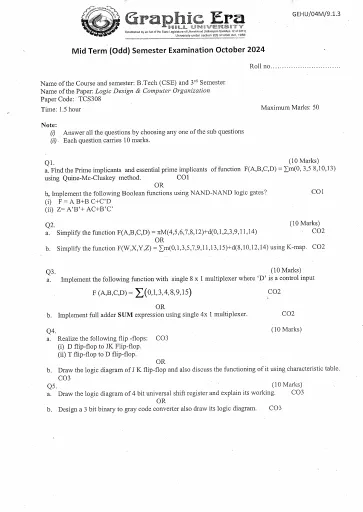 GEHU/04M/9.1.3
Graphic Era
HILL UNIVERSITY
Mid Term (Odd) Semester Examination October 2024
Roll no...............................
Name of the Course and semester: B.Tech (CSE) and 3rd Semester
Name of the Paper: Logic Design & Computer Organization
Paper Code: TCS308
Time: 1.5 hour Maximum Marks: 50
Note:
(i) Answer all the questions by choosing any one of the sub questions
(ii) Each question carries 10 marks.
Q1. (10 Marks)
a. Find the Prime implicants and essential prime implicants of function F(A,B,C,D) = ∑m(0, 3,5 8,10,13)
using Quine-Mc-Cluskey method. CO1
OR
b. Implement the following Boolean functions using NAND-NAND logic gates? CO1
(i) F = A B+B C+C'D
(ii) Z= A'B'+ AC+B'C'
Q2. (10 Marks)
a. Simplify the function F(A,B,C,D) = πM(4,5,6,7,8,12)+d(0,1,2,3,9,11,14) CO2
OR
b. Simplify the function F(W,X,Y,Z) = ∑m(0,1,3,5,7,9,11,13,15)+d(8,10,12,14) using K-map. CO2
Q3. (10 Marks)
a. Implement the following function with single 8 x 1 multiplexer where 'D' is a control input
F (A,B,C,D) = ∑(0,1,3,4,8,9,15) CO2
OR
b. Implement full adder SUM expression using single 4x1 multiplexer. CO2
Q4. (10 Marks)
a. Realize the following flip -flops: CO3
(i) D flip-flop to JK Flip-flop.
(ii) T flip-flop to D flip-flop.
OR
b. Draw the logic diagram of J K flip-flop and also discuss the functioning of it using characteristic table.
CO3
Q5. (10 Marks)
a. Draw the logic diagram of 4 bit universal shift register and explain its working. CO3
OR
b. Design a 3 bit binary to gray code converter also draw its logic diagram. CO3